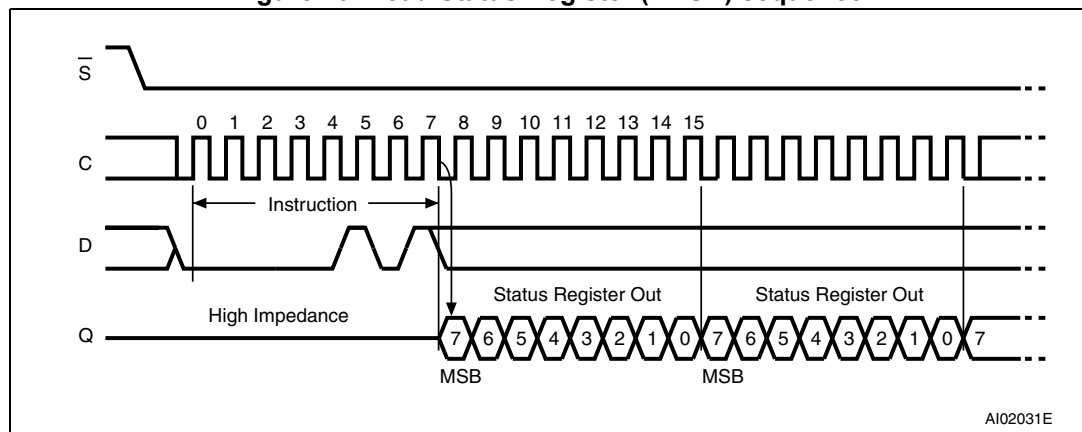 S
0 1 2 3 4 5 6 7 8 9 10 11 12 13 14 15
C
Instruction
D
Status Register Out Status Register Out
High Impedance
Q 7 6 5 4 3 2 1 0 7 6 5 4 3 2 1 0 7
MSB MSB
AI02031E